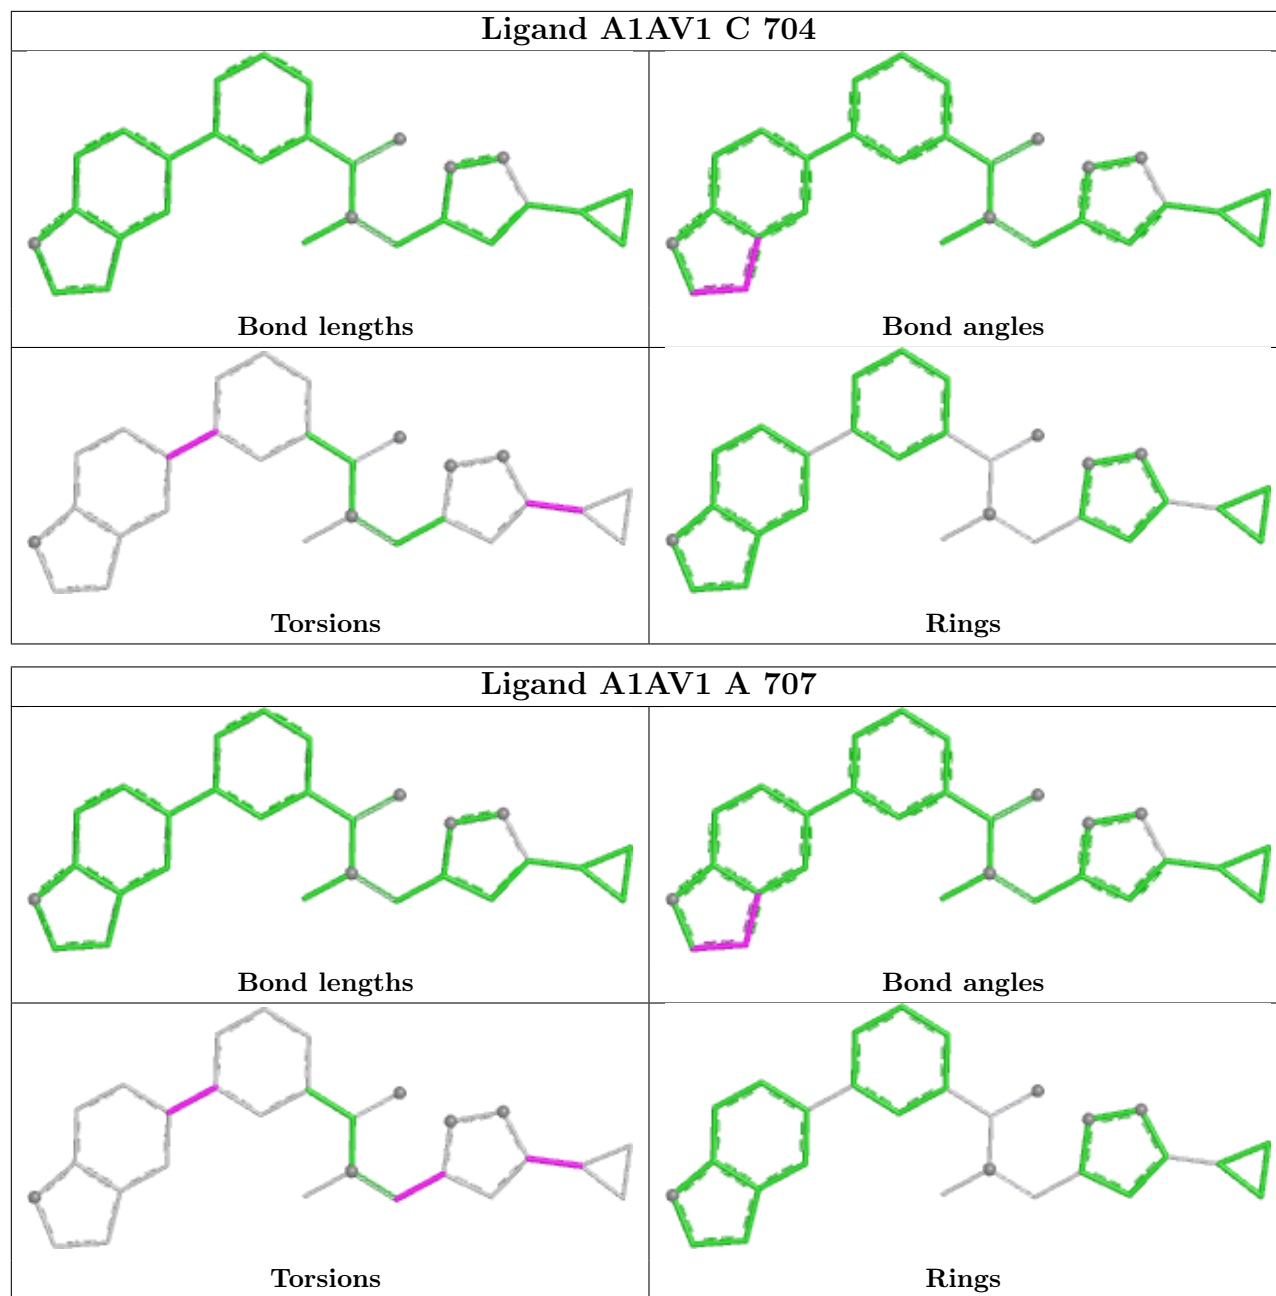 Ligand A1AV1 C 704
Bond lengths
Bond angles
Torsions
Rings
Ligand A1AV1 A 707
Bond lengths
Bond angles
Torsions
Rings